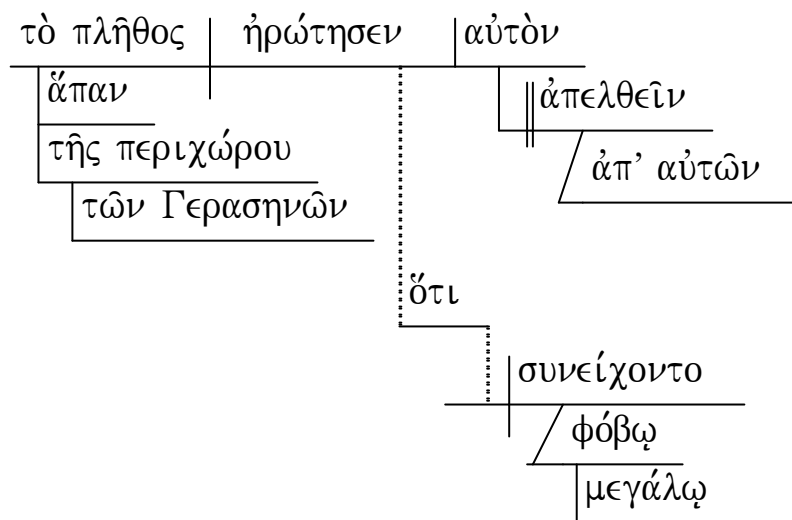 τὸ πλῆθος ἠρώτησεν αὐτὸν
ἅπαν
ἀπελθεῖν
τῆς περιχώρου
ἀπ’ αὐτῶν
τῶν Γερασηνῶν
ὅτι
συνείχοντο
φόβῳ
μεγάλῳ